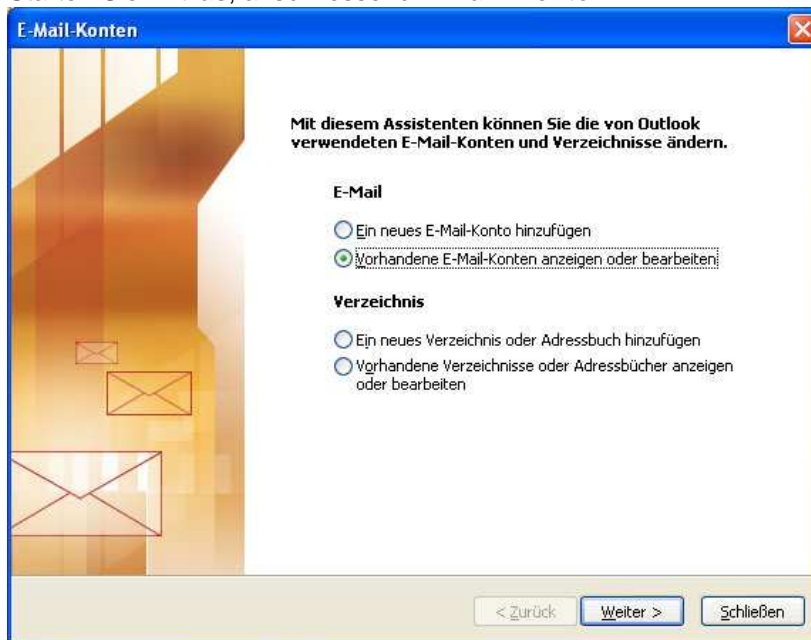 E-Mail-Konten
Mit diesem Assistenten können Sie die von Outlook
verwendeten E-Mail-Konten und Verzeichnisse ändern.
E-Mail
Ein neues E-Mail-Konto hinzufügen
Vorhandene E-Mail-Konten anzeigen oder bearbeiten
Verzeichnis
Ein neues Verzeichnis oder Adressbuch hinzufügen
Vorhandene Verzeichnisse oder Adressbücher anzeigen
oder bearbeiten
< Zurück Weiter > Schließen